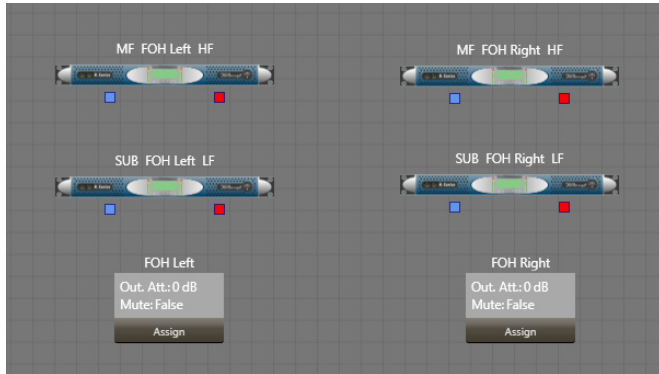 MF FOH Left HF
MF FOH Right HF
SUB FOH Left LF
SUB FOH Right LF
FOH Left
Out. Att.: 0 dB
Mute: False
Assign
FOH Right
Out. Att.: 0 dB
Mute: False
Assign